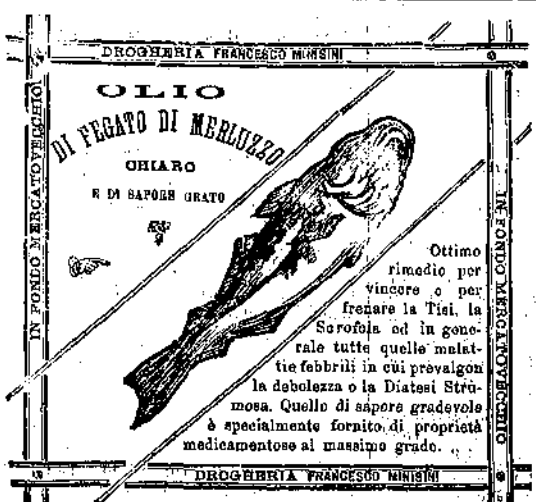 DROGHERIA FRANCESCO MINISINI
IN FONDO MERCATOVECCHIO
OLIO
DI FEGATO DI MERLUZZO
CHIARO
E DI SAPORE GRATO
Ottimo
rimedio per
vincere o per
frenare la Tisi, la
Scrofola ed in gene-
rale tutte quelle malat-
tie febbrili in cui prevalgon
la debolezza o la Diatesi Stru-
mosa. Quello di sapore gradevole
è specialmente fornito di proprietà
medicamentose al massimo grado.
IN FONDO MERCATOVECCHIO
DROGHERIA FRANCESCO MINISINI